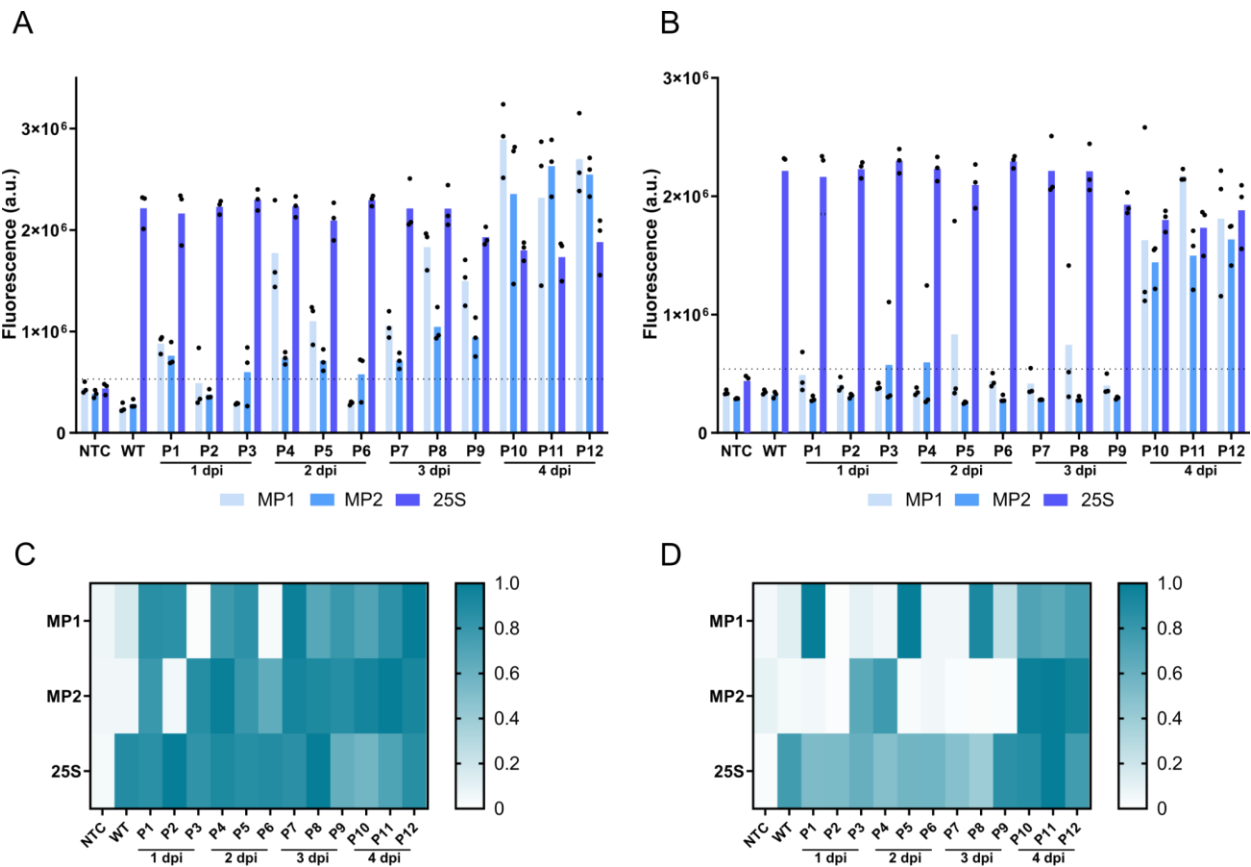 A
Fluorescence (a.u.)
3×10⁶
2×10⁶
1×10⁶
0
NTC WT P1 P2 P3 P4 P5 P6 P7 P8 P9 P10 P11 P12
1 dpi 2 dpi 3 dpi 4 dpi
MP1 MP2 25S
B
Fluorescence (a.u.)
3×10⁶
2×10⁶
1×10⁶
0
NTC WT P1 P2 P3 P4 P5 P6 P7 P8 P9 P10 P11 P12
1 dpi 2 dpi 3 dpi 4 dpi
MP1 MP2 25S
C
MP1
MP2
25S
NTC WT P1 P2 P3 P4 P5 P6 P7 P8 P9 P10 P11 P12
1 dpi 2 dpi 3 dpi 4 dpi
1.0
0.8
0.6
0.4
0.2
0
D
MP1
MP2
25S
NTC WT P1 P2 P3 P4 P5 P6 P7 P8 P9 P10 P11 P12
1 dpi 2 dpi 3 dpi 4 dpi
1.0
0.8
0.6
0.4
0.2
0